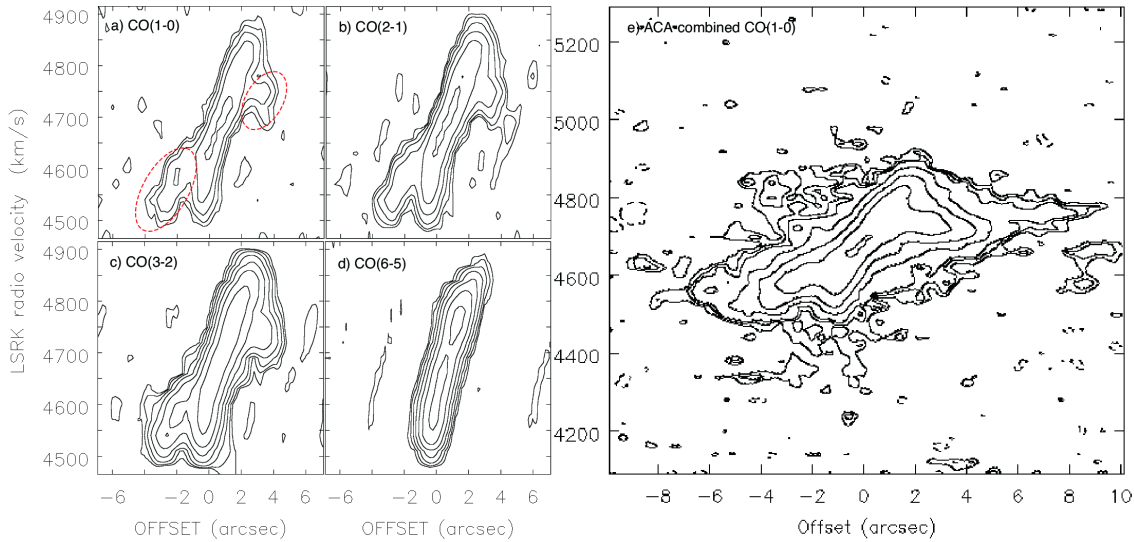 a) CO(1-0)
b) CO(2-1)
c) CO(3-2)
d) CO(6-5)
e) ACA-combined CO(1-0)
LSRK radio velocity (km/s)
4900
4800
4700
4600
4500
4900
4800
4700
4600
4500
-6 -4 -2 0 2 4 6
OFFSET (arcsec)
-6 -4 -2 0 2 4 6
OFFSET (arcsec)
5200
5000
4800
4600
4400
4200
-8 -6 -4 -2 0 2 4 6 8 10
Offset (arcsec)